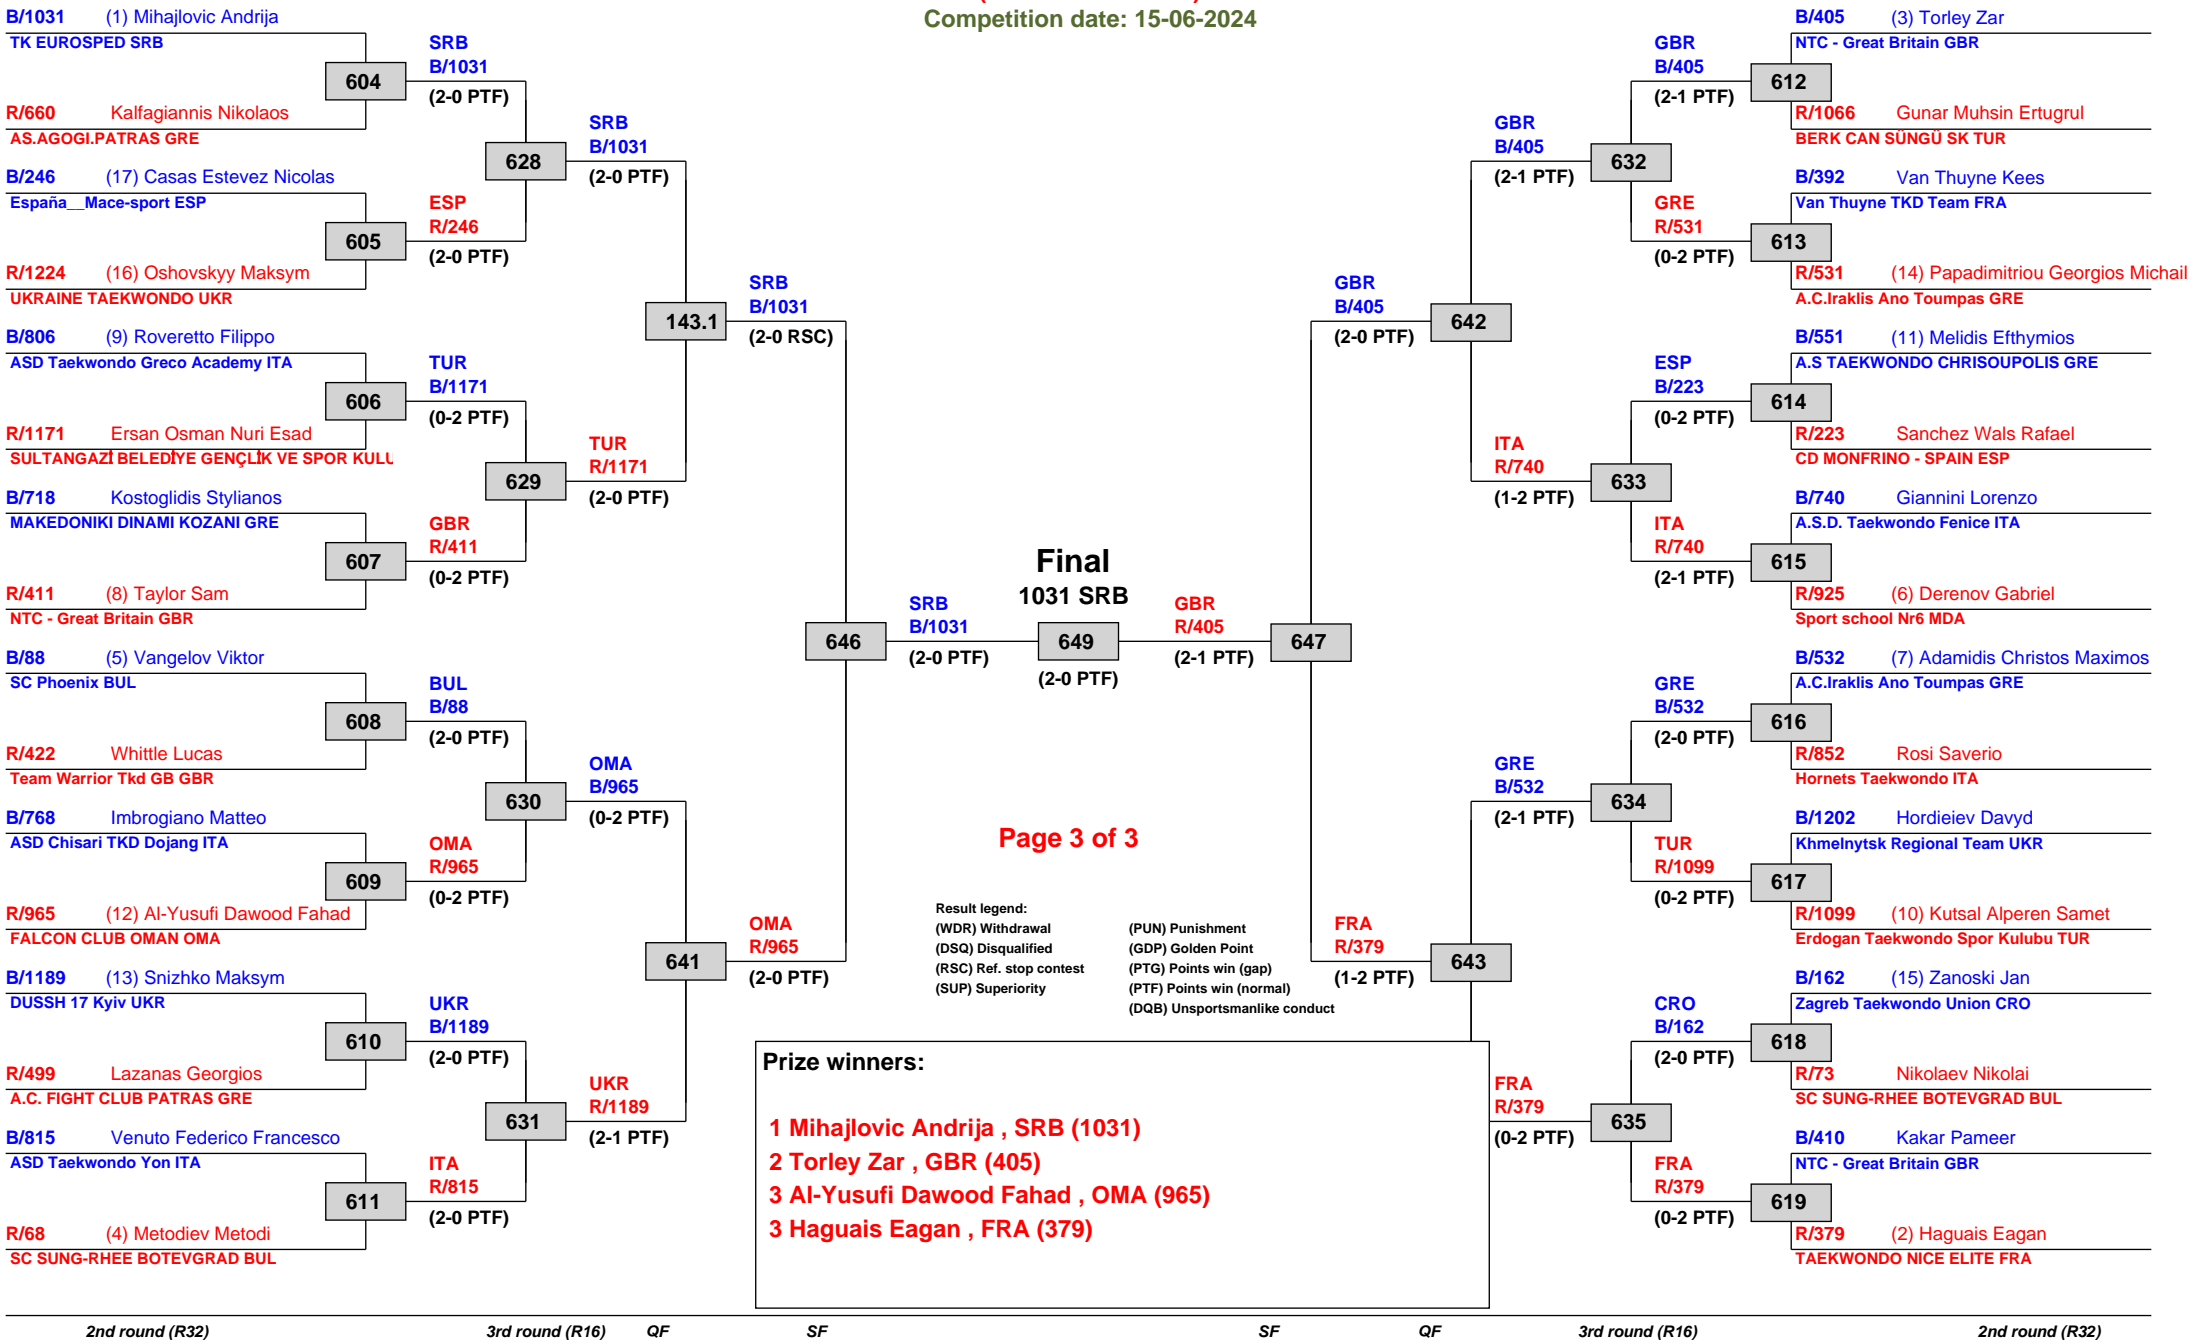 Competition date: 15-06-2024
B/1031 (1) Mihajlovic Andrija
TK EUROSPED SRB
604
R/660 Kalfagiannis Nikolaos
AS.AGOGI.PATRAS GRE
B/246 (17) Casas Estevez Nicolas
España__Mace-sport ESP
605
R/1224 (16) Oshovskyy Maksym
UKRAINE TAEKWONDO UKR
B/806 (9) Roveretto Filippo
ASD Taekwondo Greco Academy ITA
606
R/1171 Ersan Osman Nuri Esad
SULTANGAZİ BELEDİYE GENÇLİK VE SPOR KULU
B/718 Kostoglidis Stylianos
MAKEDONIKI DINAMI KOZANI GRE
607
R/411 (8) Taylor Sam
NTC - Great Britain GBR
B/88 (5) Vangelov Viktor
SC Phoenix BUL
608
R/422 Whittle Lucas
Team Warrior Tkd GB GBR
B/768 Imbrogiano Matteo
ASD Chisari TKD Dojang ITA
609
R/965 (12) Al-Yusufi Dawood Fahad
FALCON CLUB OMAN OMA
B/1189 (13) Snizhko Maksym
DUSSH 17 Kyiv UKR
610
R/499 Lazanas Georgios
A.C. FIGHT CLUB PATRAS GRE
B/815 Venuto Federico Francesco
ASD Taekwondo Yon ITA
611
R/68 (4) Metodiev Metodi
SC SUNG-RHEE BOTEVGRAD BUL
SRB
B/1031
(2-0 PTF)
628
ESP
R/246
(2-0 PTF)
TUR
B/1171
(0-2 PTF)
629
GBR
R/411
(0-2 PTF)
BUL
B/88
(2-0 PTF)
630
OMA
R/965
(0-2 PTF)
UKR
B/1189
(2-0 PTF)
631
ITA
R/815
(2-0 PTF)
SRB
B/1031
(2-0 PTF)
143.1
TUR
R/1171
(2-0 PTF)
OMA
B/965
(0-2 PTF)
641
UKR
R/1189
(2-1 PTF)
SRB
B/1031
(2-0 RSC)
646
OMA
R/965
(2-0 PTF)
SRB
B/1031
(2-0 PTF)
Final
1031 SRB
649
(2-0 PTF)
GBR
R/405
(2-1 PTF)
647
GBR
B/405
(2-0 PTF)
642
FRA
R/379
(1-2 PTF)
643
GBR
B/405
(2-1 PTF)
632
ITA
R/740
(1-2 PTF)
633
GRE
B/532
(2-1 PTF)
634
FRA
R/379
(0-2 PTF)
635
GBR
B/405
(2-1 PTF)
612
GRE
R/531
(0-2 PTF)
613
ESP
B/223
(0-2 PTF)
614
ITA
R/740
(2-1 PTF)
615
GRE
B/532
(2-0 PTF)
616
TUR
R/1099
(0-2 PTF)
617
CRO
B/162
(2-0 PTF)
618
FRA
R/379
(0-2 PTF)
619
B/405 (3) Torley Zar
NTC - Great Britain GBR
R/1066 Gunar Muhsin Ertugrul
BERK CAN SÜNGÜ SK TUR
B/392 Van Thuyne Kees
Van Thuyne TKD Team FRA
R/531 (14) Papadimitriou Georgios Michail
A.C.Iraklis Ano Toumpas GRE
B/551 (11) Melidis Efthymios
A.S TAEKWONDO CHRISOUPOLIS GRE
R/223 Sanchez Wals Rafael
CD MONFRINO - SPAIN ESP
B/740 Giannini Lorenzo
A.S.D. Taekwondo Fenice ITA
R/925 (6) Derenov Gabriel
Sport school Nr6 MDA
B/532 (7) Adamidis Christos Maximos
A.C.Iraklis Ano Toumpas GRE
R/852 Rosi Saverio
Hornets Taekwondo ITA
B/1202 Hordieiev Davyd
Khmelnytsk Regional Team UKR
R/1099 (10) Kutsal Alperen Samet
Erdogan Taekwondo Spor Kulubu TUR
B/162 (15) Zanoski Jan
Zagreb Taekwondo Union CRO
R/73 Nikolaev Nikolai
SC SUNG-RHEE BOTEVGRAD BUL
B/410 Kakar Pameer
NTC - Great Britain GBR
R/379 (2) Haguais Eagan
TAEKWONDO NICE ELITE FRA
Page 3 of 3
Result legend:
(WDR) Withdrawal (PUN) Punishment
(DSQ) Disqualified (GDP) Golden Point
(RSC) Ref. stop contest (PTG) Points win (gap)
(SUP) Superiority (PTF) Points win (normal)
(DQB) Unsportsmanlike conduct
Prize winners:
1 Mihajlovic Andrija , SRB (1031)
2 Torley Zar , GBR (405)
3 Al-Yusufi Dawood Fahad , OMA (965)
3 Haguais Eagan , FRA (379)
2nd round (R32) 3rd round (R16) QF SF SF QF 3rd round (R16) 2nd round (R32)